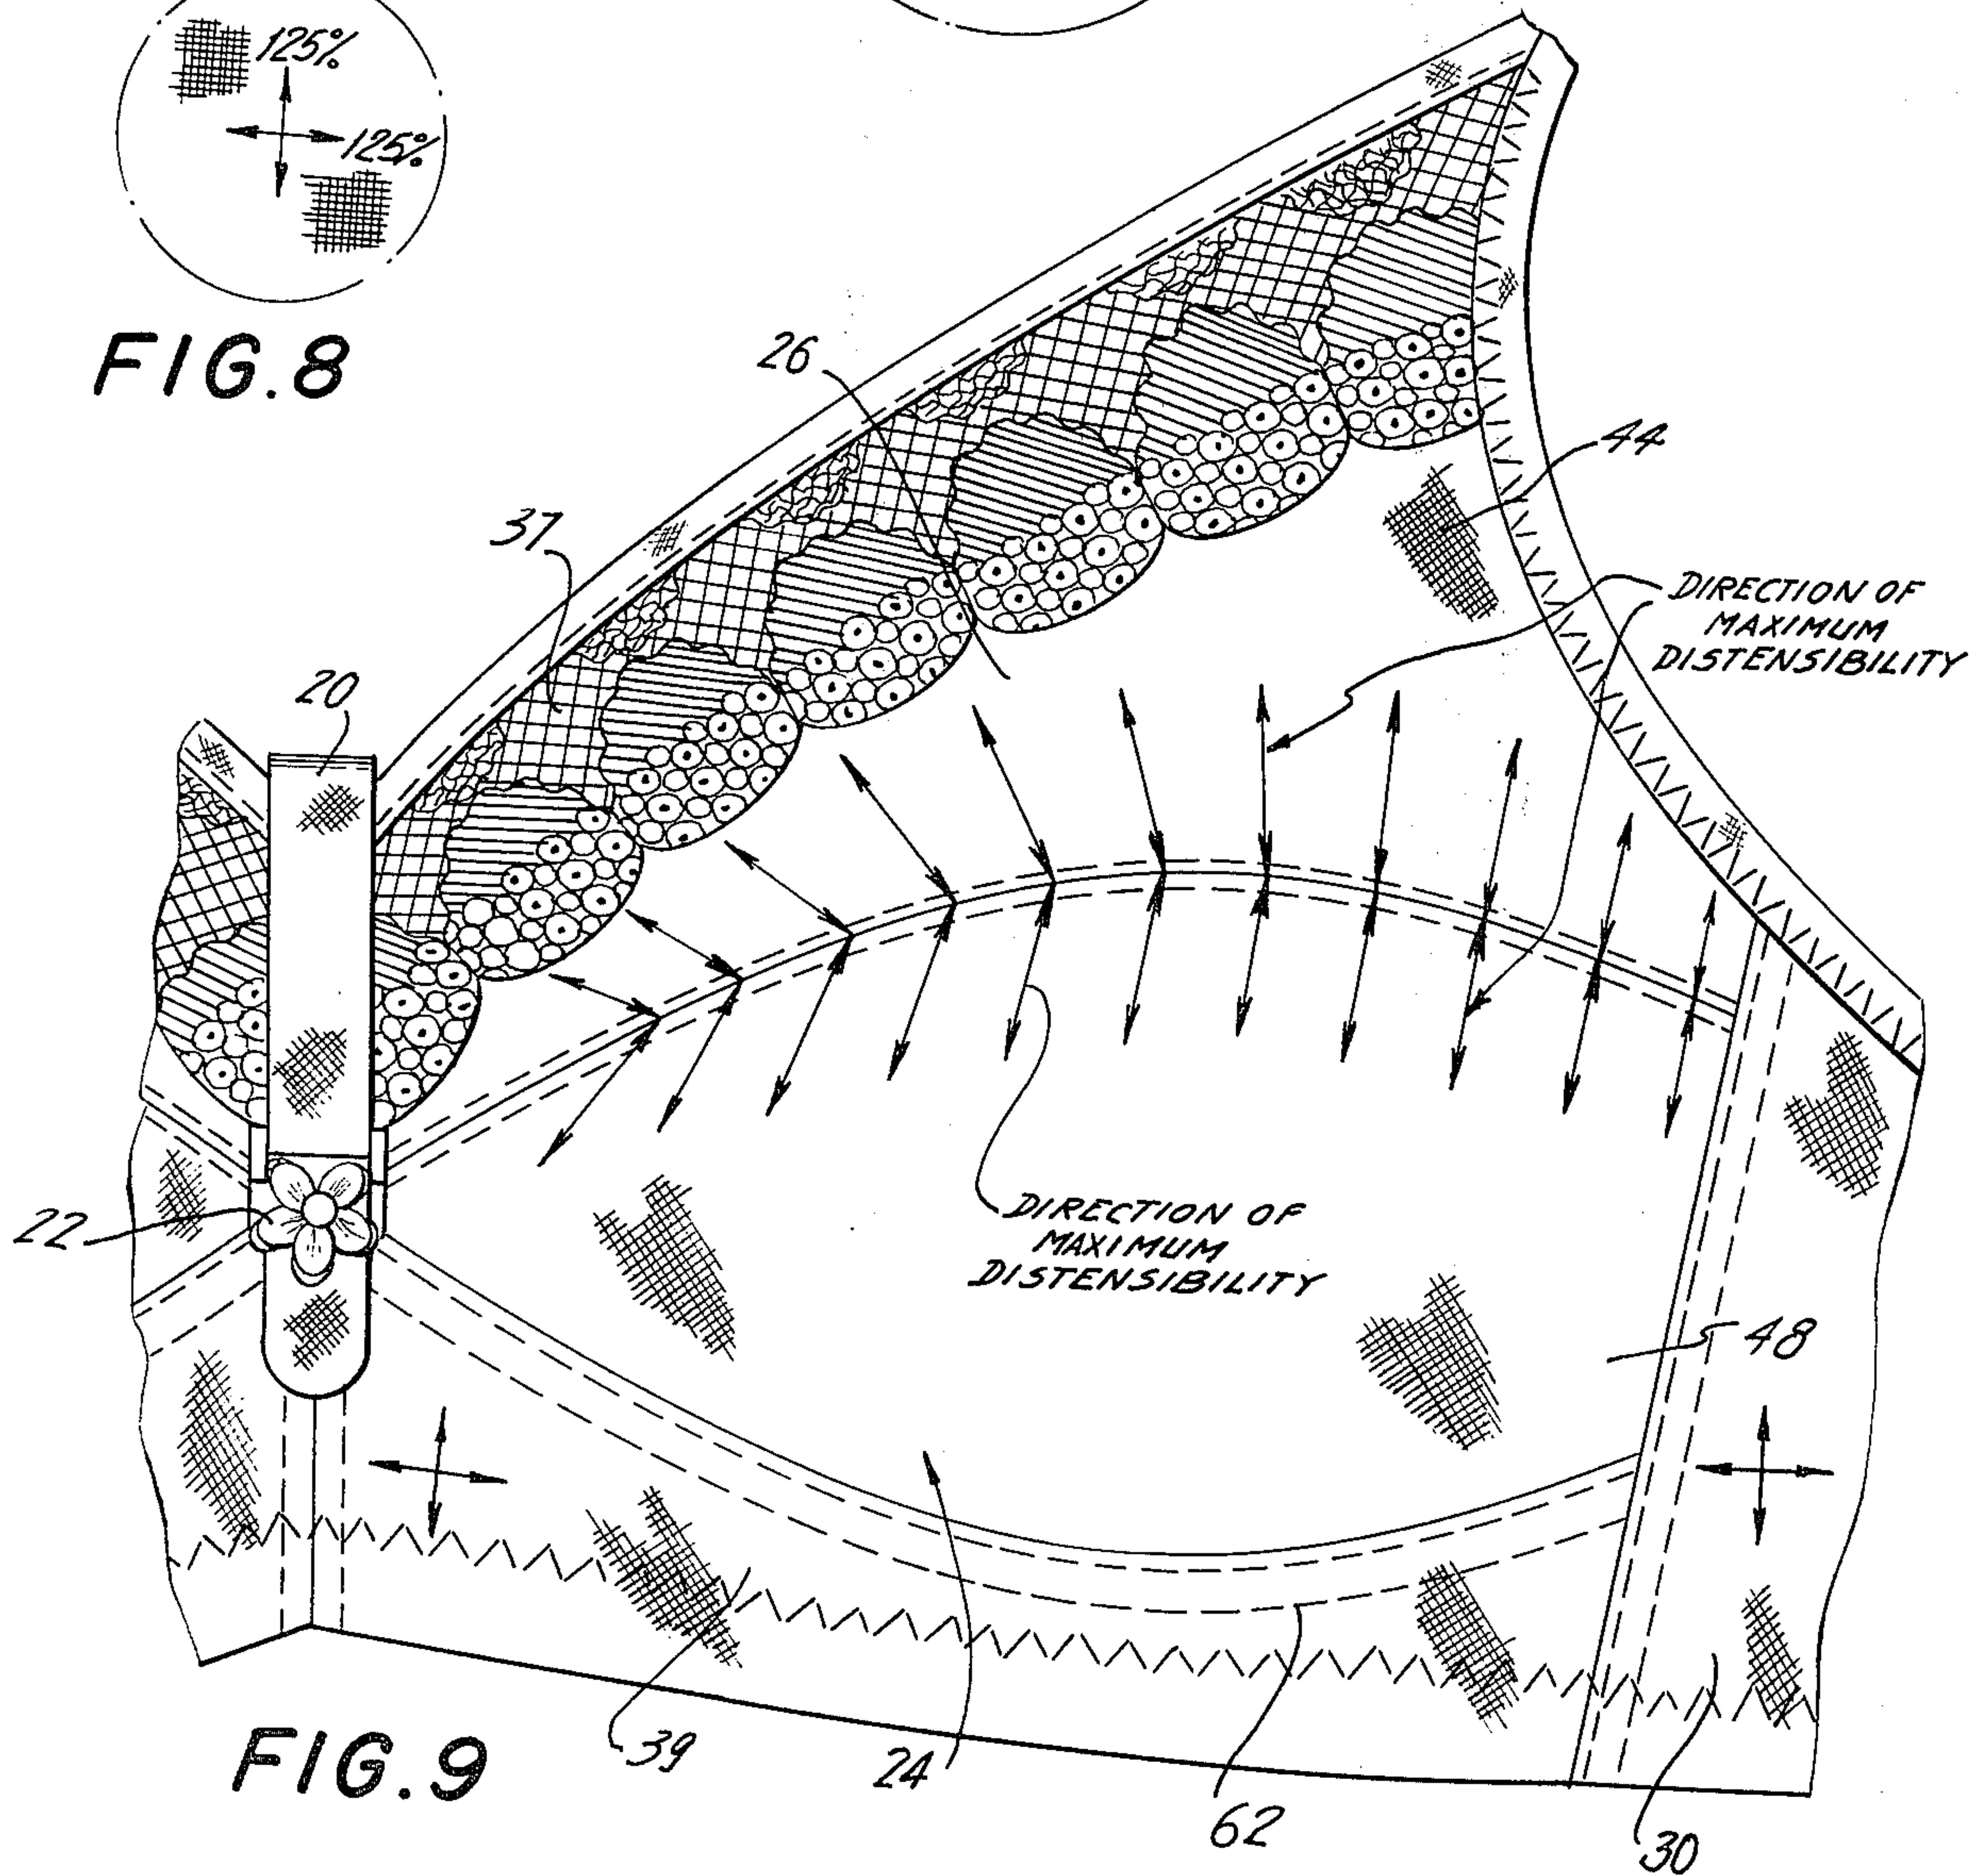 125%
125%
FIG.8
26
44
37
DIRECTION OF
MAXIMUM
DISTENSIBILITY
20
22
DIRECTION OF
MAXIMUM
DISTENSIBILITY
48
39
24
62
30
FIG.9